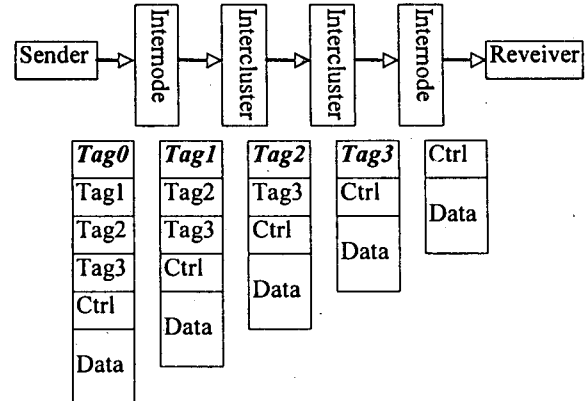 Sender
Internode
Intercluster
Intercluster
Internode
Reveiver
Tag0
Tag1
Tag2
Tag3
Ctrl
Data
Tag1
Tag2
Tag3
Ctrl
Data
Tag2
Tag3
Ctrl
Data
Tag3
Ctrl
Data
Ctrl
Data